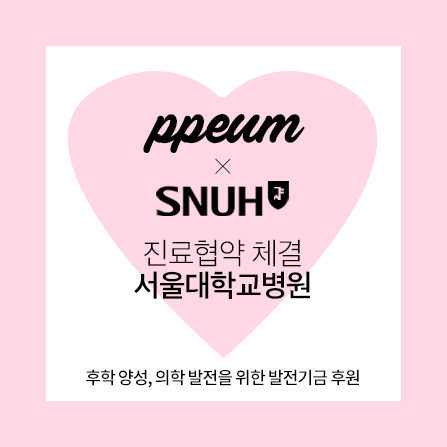 ppeum
×
SNUH
진료협약 체결
서울대학교병원
후학 양성, 의학 발전을 위한 발전기금 후원